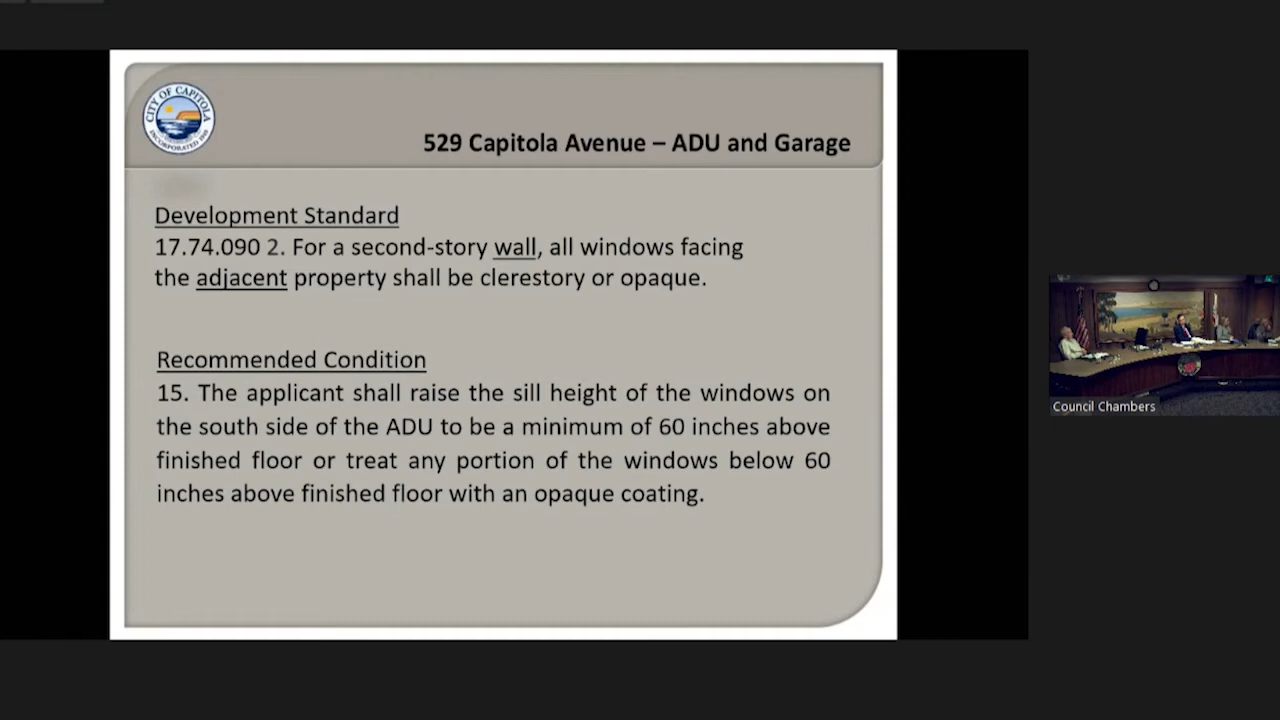 CITY OF CAPITOLA
INCORPORATED 1949
529 Capitola Avenue – ADU and Garage
Development Standard
17.74.090 2. For a second-story wall, all windows facing
the adjacent property shall be clerestory or opaque.
Recommended Condition
15. The applicant shall raise the sill height of the windows on
the south side of the ADU to be a minimum of 60 inches above
finished floor or treat any portion of the windows below 60
inches above finished floor with an opaque coating.
Council Chambers